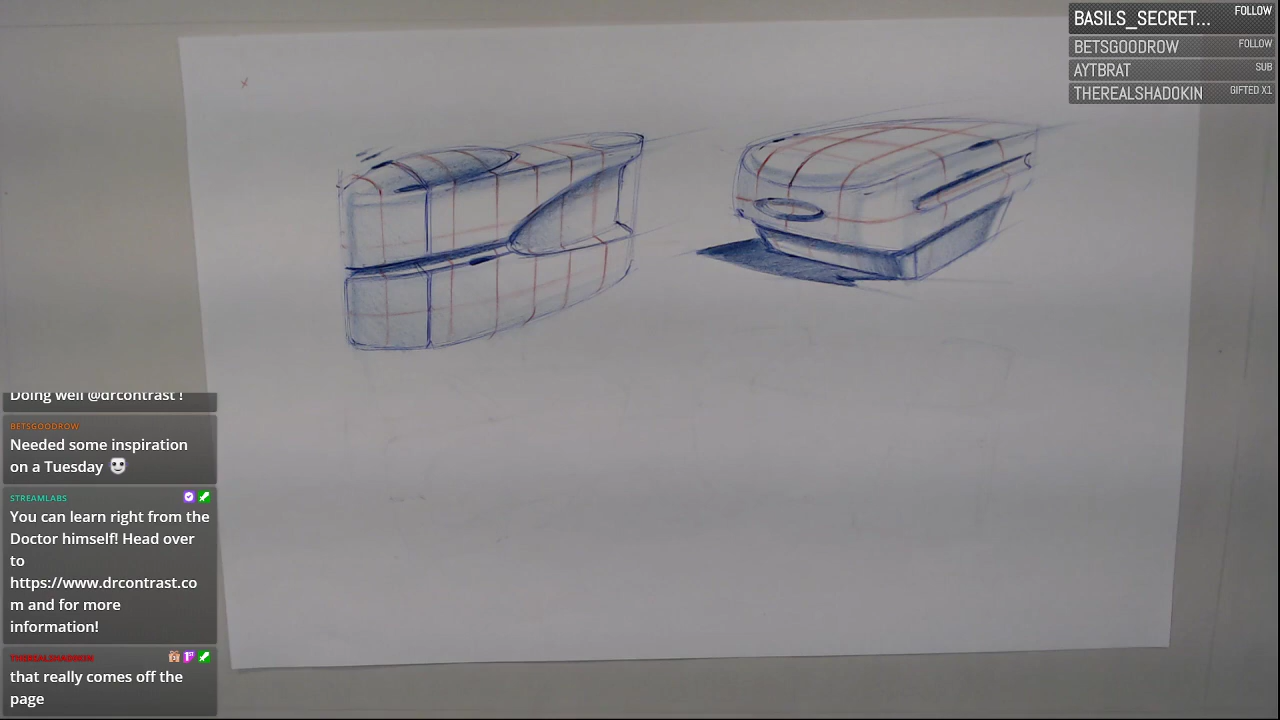 BASILS_SECRET... FOLLOW
BETSGOODROW FOLLOW
AYTBRAT SUB
THEREALSHADOKIN GIFTED X1
Doing well @drcontrast !
BETSGOODROW
Needed some inspiration
on a Tuesday
STREAMLABS
You can learn right from the
Doctor himself! Head over
to
https://www.drcontrast.co
m and for more
information!
THEREALSHADOKIN
that really comes off the
page